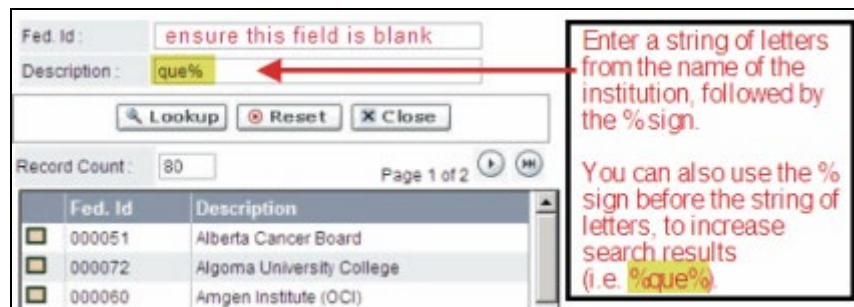 Fed. Id :
ensure this field is blank
Description :
que%
Lookup
Reset
Close
Record Count :
80
Page 1 of 2
Fed. Id Description
000051 Alberta Cancer Board
000072 Algoma University College
000060 Amgen Institute (OCI)
Enter a string of letters
from the name of the
institution, followed by
the % sign.
You can also use the %
sign before the string of
letters, to increase
search results
(i.e. %que%).